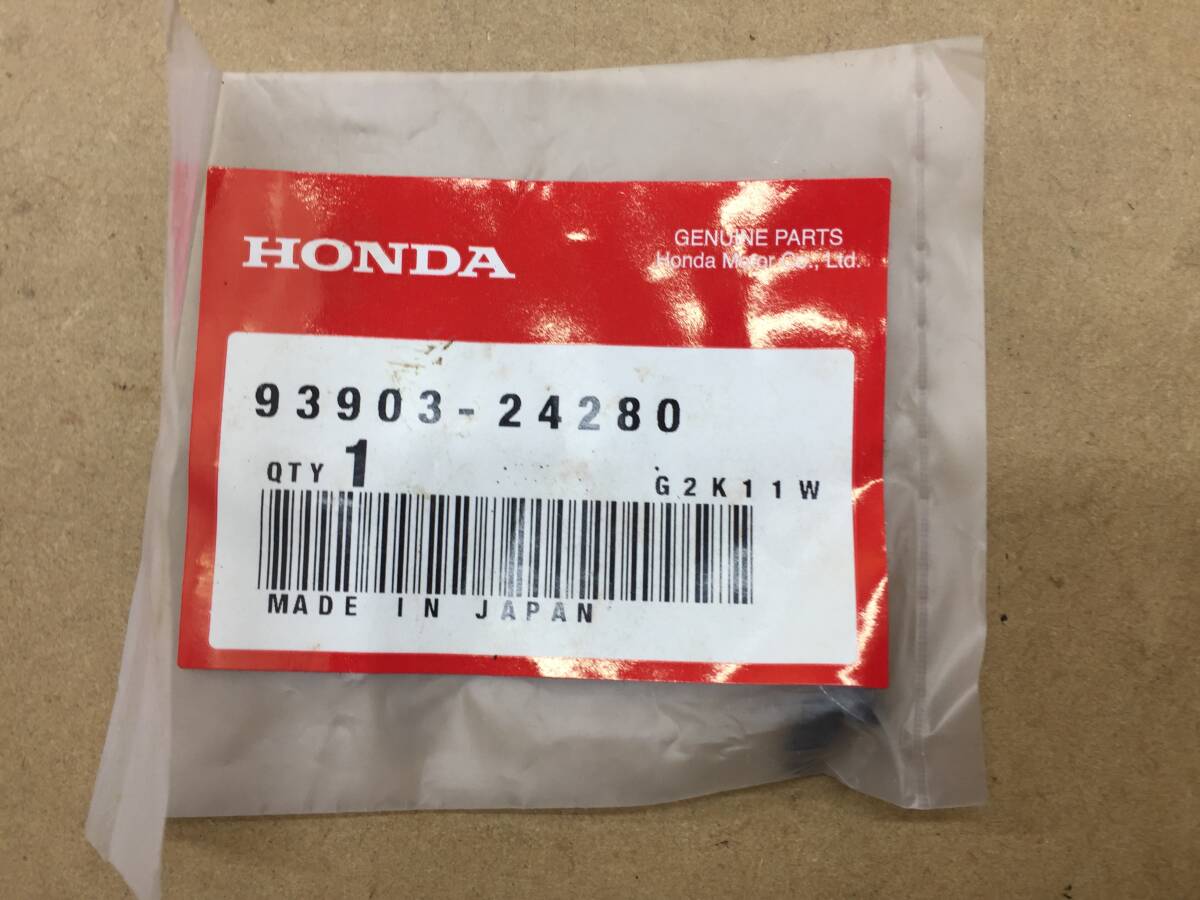 HONDA
GENUINE PARTS
Honda Motor Co., Ltd.
93903-24280
QTY 1
G2K11W
MADE IN JAPAN